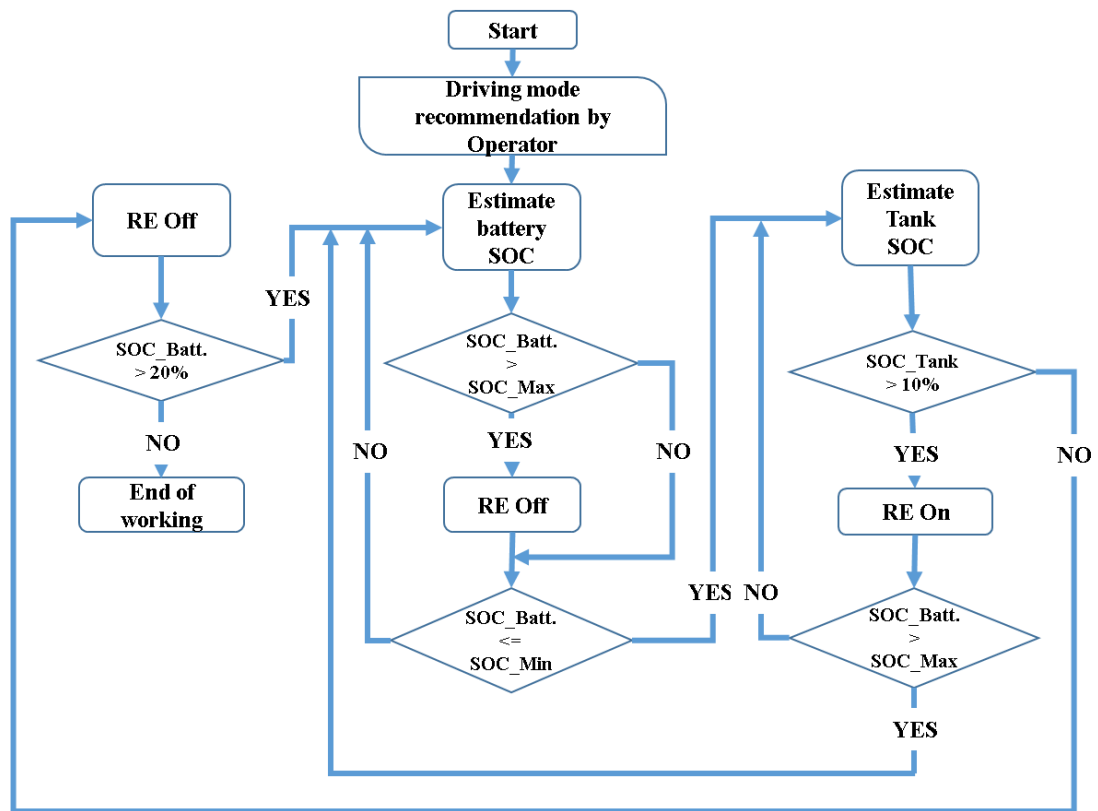 Start
Driving mode
recommendation by
Operator
RE Off
Estimate
battery
SOC
Estimate
Tank
SOC
YES
SOC_Batt.
> 20%
SOC_Batt.
>
SOC_Max
SOC_Tank
> 10%
NO
YES
NO
NO
YES
NO
End of
working
RE Off
RE On
YES
NO
SOC_Batt.
<=
SOC_Min
SOC_Batt.
>
SOC_Max
YES